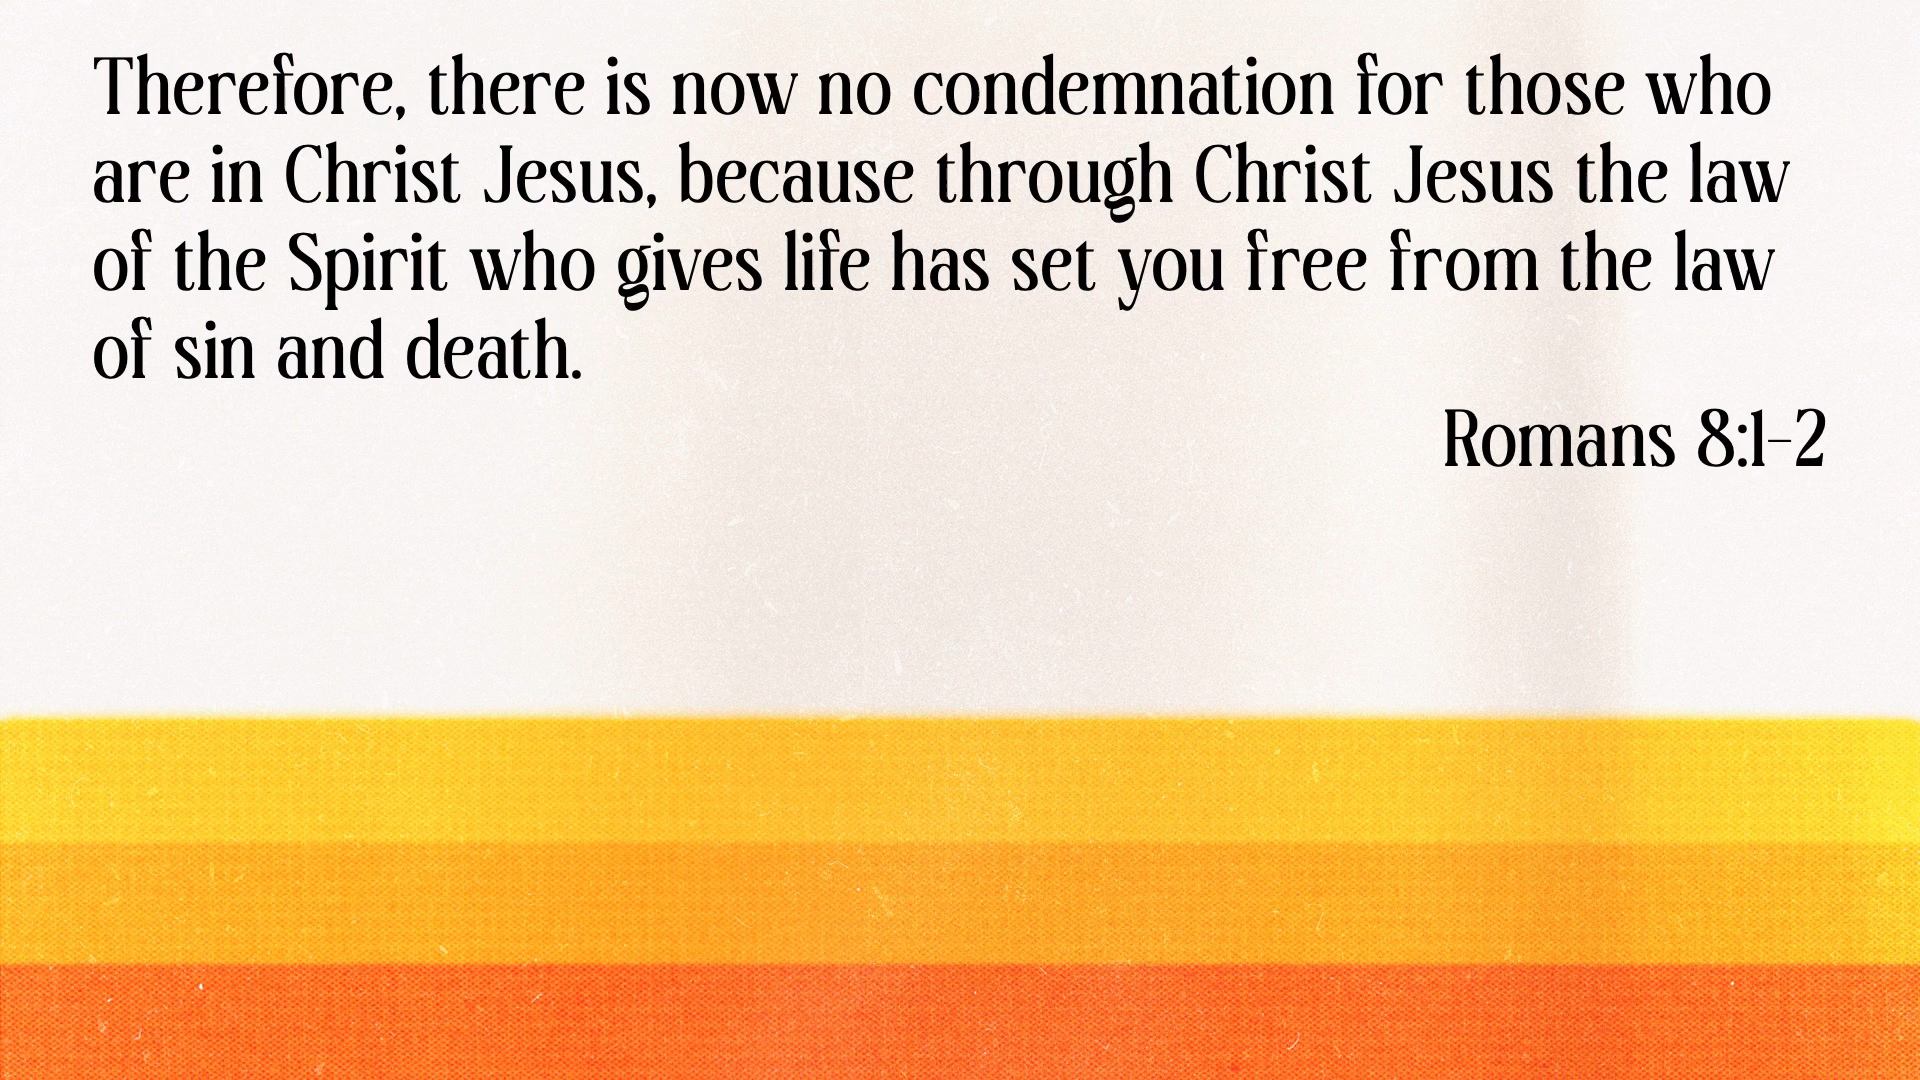 Therefore, there is now no condemnation for those who
are in Christ Jesus, because through Christ Jesus the law
of the Spirit who gives life has set you free from the law
of sin and death.
Romans 8:1-2